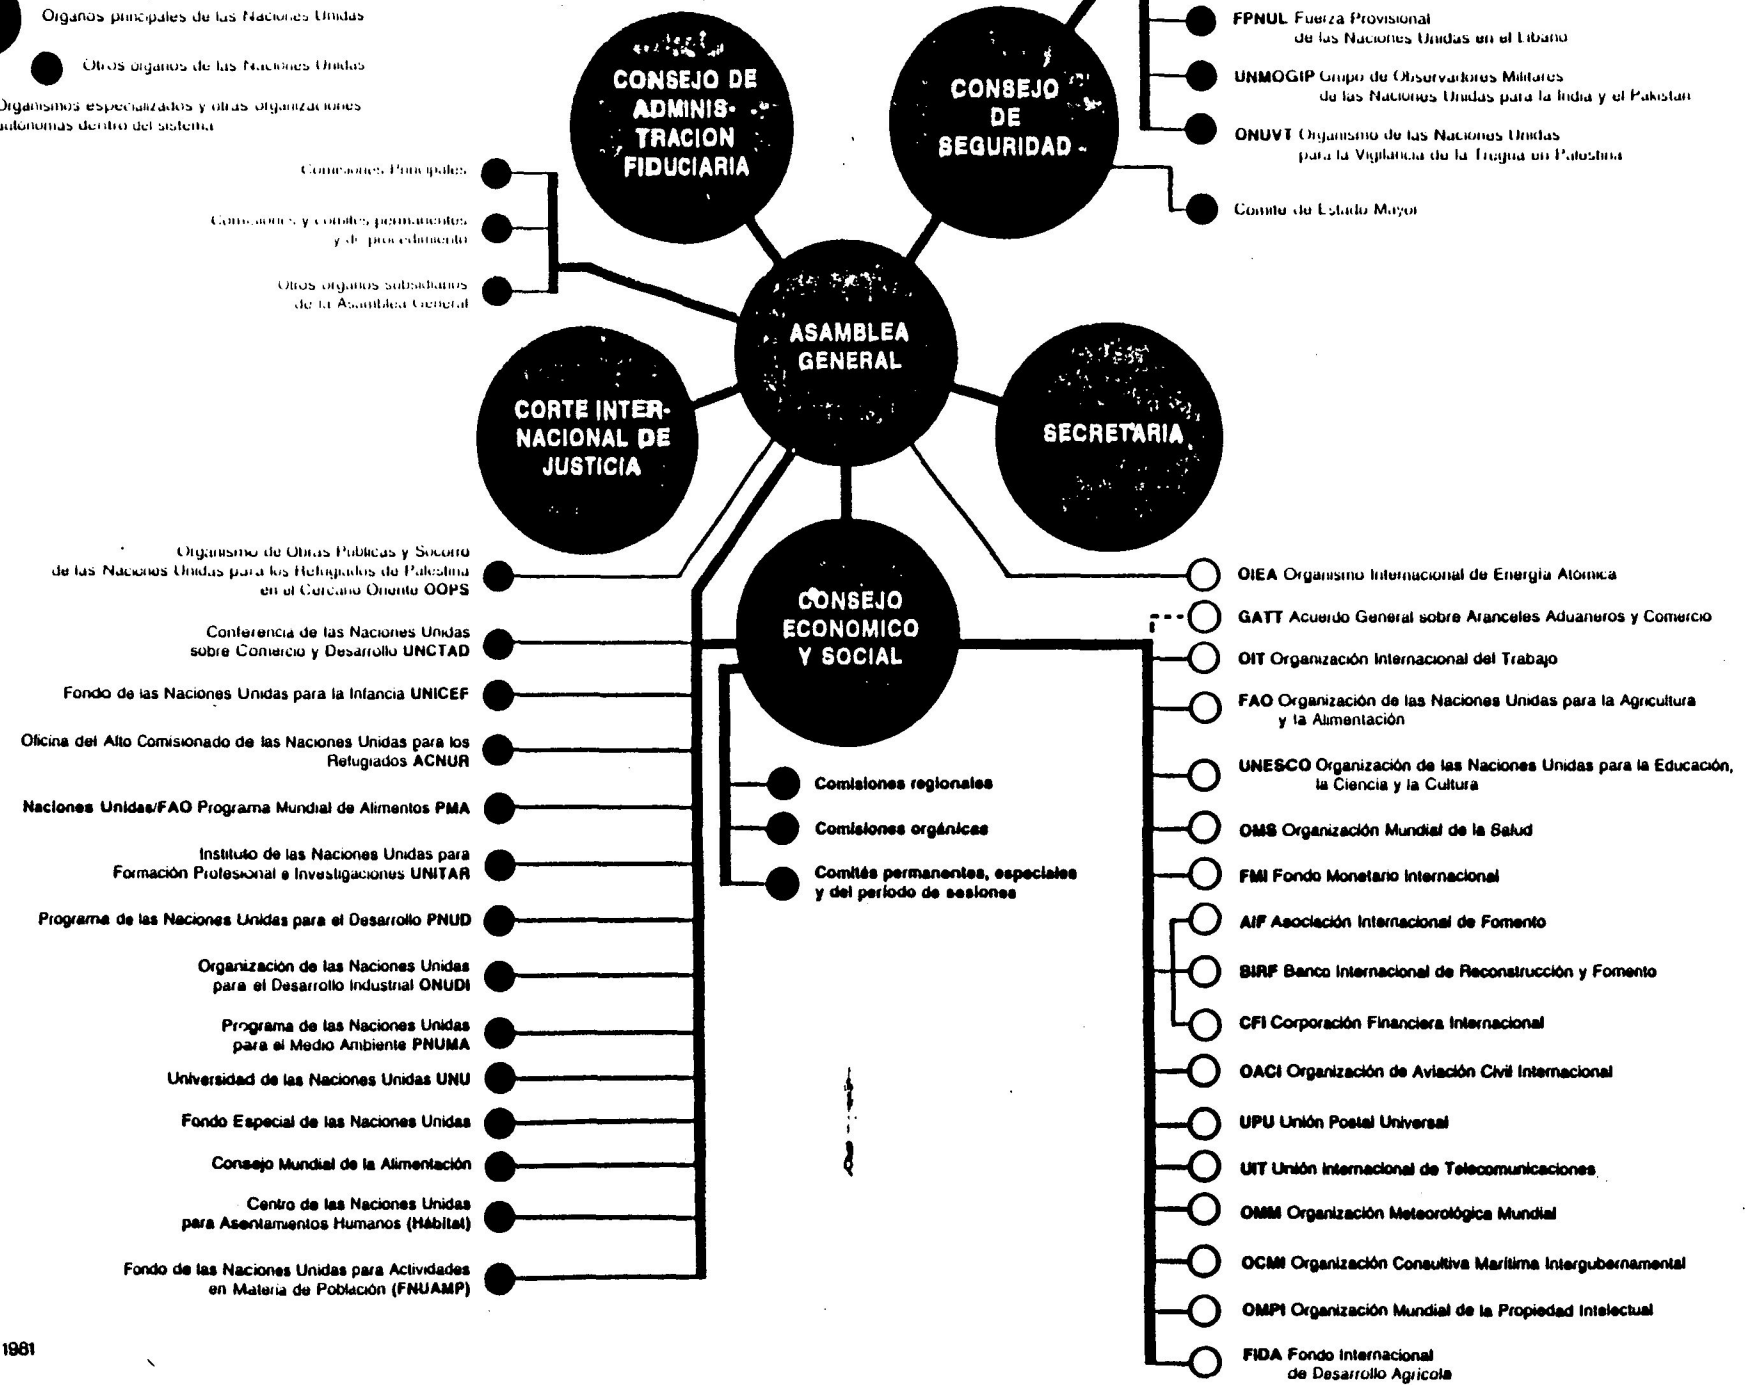 Organos principales de las Naciones Unidas
Otros órganos de las Naciones Unidas
Organismos especializados y otras organizaciones
autónomas dentro del sistema
FPNUL Fuerza Provisional
de las Naciones Unidas en el Líbano
UNMOGIP Grupo de Observadores Militares
de las Naciones Unidas para la India y el Pakistán
ONUVT Organismo de las Naciones Unidas
para la Vigilancia de la Tregua en Palestina
Comité de Estado Mayor
CONSEJO DE
ADMINIS-
TRACION
FIDUCIARIA
CONSEJO
DE
SEGURIDAD
Comisiones Principales
Comisiones y comités permanentes
y de procedimiento
Otros órganos subsidiarios
de la Asamblea General
ASAMBLEA
GENERAL
CORTE INTER-
NACIONAL DE
JUSTICIA
SECRETARIA
CONSEJO
ECONOMICO
Y SOCIAL
Organismo de Obras Públicas y Socorro
de las Naciones Unidas para los Refugiados de Palestina
en el Cercano Oriente OOPS
Conferencia de las Naciones Unidas
sobre Comercio y Desarrollo UNCTAD
Fondo de las Naciones Unidas para la Infancia UNICEF
Oficina del Alto Comisionado de las Naciones Unidas para los
Refugiados ACNUR
Naciones Unidas/FAO Programa Mundial de Alimentos PMA
Instituto de las Naciones Unidas para
Formación Profesional e Investigaciones UNITAR
Programa de las Naciones Unidas para el Desarrollo PNUD
Organización de las Naciones Unidas
para el Desarrollo Industrial ONUDI
Programa de las Naciones Unidas
para el Medio Ambiente PNUMA
Universidad de las Naciones Unidas UNU
Fondo Especial de las Naciones Unidas
Consejo Mundial de la Alimentación
Centro de las Naciones Unidas
para Asentamientos Humanos (Hábitat)
Fondo de las Naciones Unidas para Actividades
en Materia de Población (FNUAMP)
Comisiones regionales
Comisiones orgánicas
Comités permanentes, especiales
y del período de sesiones
OIEA Organismo Internacional de Energía Atómica
GATT Acuerdo General sobre Aranceles Aduaneros y Comercio
OIT Organización Internacional del Trabajo
FAO Organización de las Naciones Unidas para la Agricultura
y la Alimentación
UNESCO Organización de las Naciones Unidas para la Educación,
la Ciencia y la Cultura
OMS Organización Mundial de la Salud
FMI Fondo Monetario Internacional
AIF Asociación Internacional de Fomento
BIRF Banco Internacional de Reconstrucción y Fomento
CFI Corporación Financiera Internacional
OACI Organización de Aviación Civil Internacional
UPU Unión Postal Universal
UIT Unión Internacional de Telecomunicaciones
OMM Organización Meteorológica Mundial
OCMI Organización Consultiva Marítima Intergubernamental
OMPI Organización Mundial de la Propiedad Intelectual
FIDA Fondo Internacional
de Desarrollo Agrícola
1981